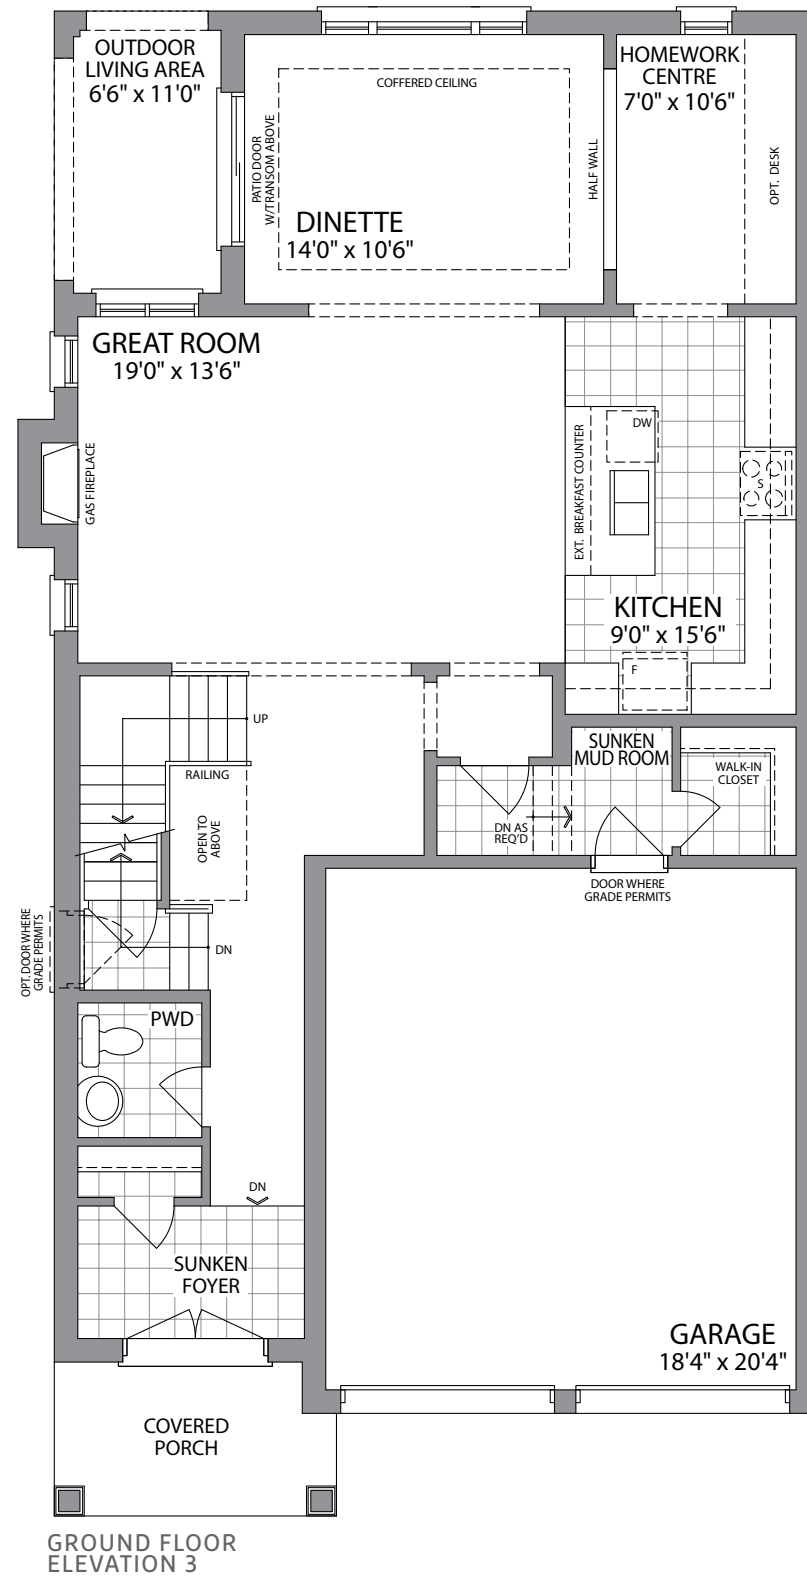 OUTDOOR
LIVING AREA
6'6" x 11'0"
COFFERED CEILING
HOMEWORK
CENTRE
7'0" x 10'6"
PATIO DOOR
W/TRANSOM ABOVE
HALF WALL
OPT. DESK
DINETTE
14'0" x 10'6"
GREAT ROOM
19'0" x 13'6"
GAS FIREPLACE
EXT. BREAKFAST COUNTER
DW
S
KITCHEN
9'0" x 15'6"
F
UP
RAILING
OPEN TO
ABOVE
SUNKEN
MUD ROOM
WALK-IN
CLOSET
DN AS
REQ'D
DOOR WHERE
GRADE PERMITS
OPT. DOOR WHERE
GRADE PERMITS
DN
PWD
DN
SUNKEN
FOYER
GARAGE
18'4" x 20'4"
COVERED
PORCH
GROUND FLOOR
ELEVATION 3